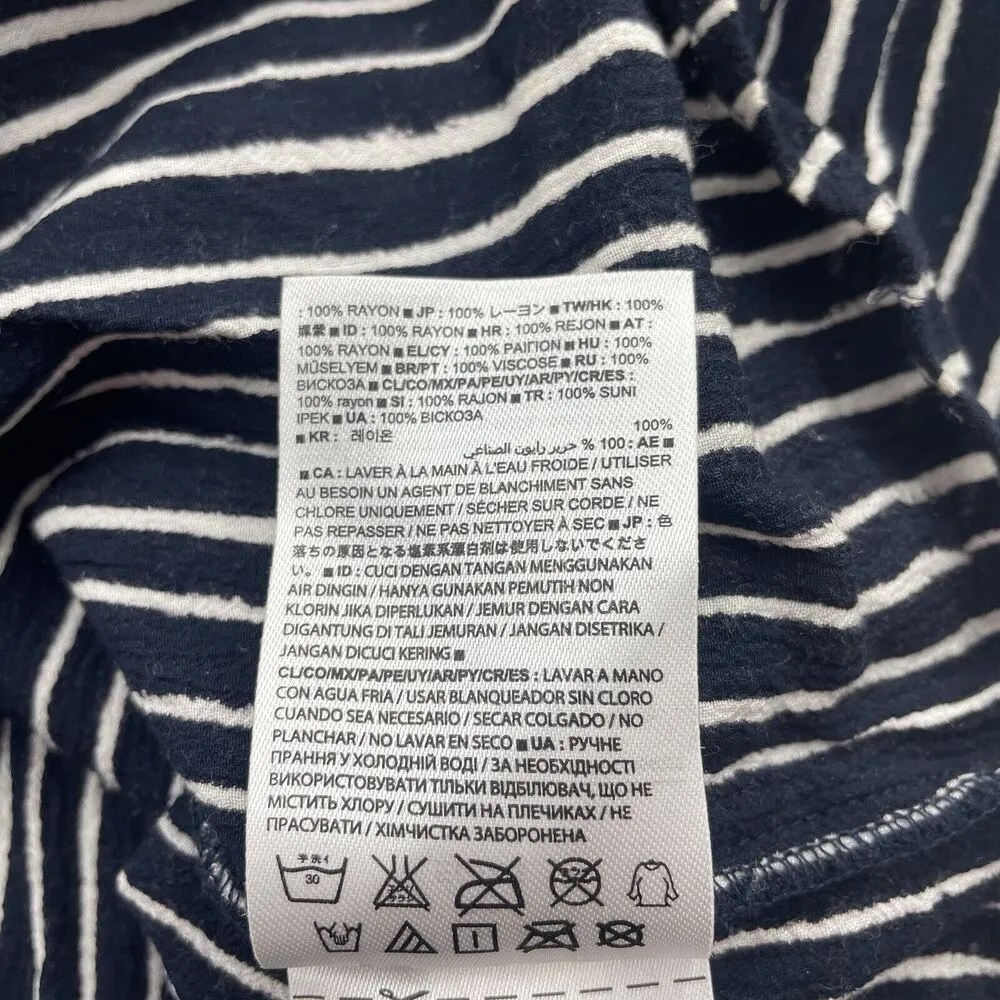 : 100% RAYON ■ JP : 100% レーヨン ■ TW/HK : 100%
嫘縈 ■ ID : 100% RAYON ■ HR : 100% REJON ■ AT :
100% RAYON ■ EL/CY : 100% ΡΑΙΓΙΟΝ ■ HU : 100%
MŰSELYEM ■ BR/PT : 100% VISCOSE ■ RU : 100%
ВИСКОЗА ■ CL/CO/MX/PA/PE/UY/AR/PY/CR/ES :
100% rayon ■ SI : 100% RAJON ■ TR : 100% SUNI
IPEK ■ UA : 100% ВІСКОЗА
■ KR : 레이온
100%
■ AE : 100 % حرير رايون الصناعي
■ CA : LAVER À LA MAIN À L'EAU FROIDE / UTILISER
AU BESOIN UN AGENT DE BLANCHIMENT SANS
CHLORE UNIQUEMENT / SÉCHER SUR CORDE / NE
PAS REPASSER / NE PAS NETTOYER À SEC ■ JP : 色
落ちの原因となる塩素系漂白剤は使用しないでくださ
い。 ■ ID : CUCI DENGAN TANGAN MENGGUNAKAN
AIR DINGIN / HANYA GUNAKAN PEMUTIH NON
KLORIN JIKA DIPERLUKAN / JEMUR DENGAN CARA
DIGANTUNG DI TALI JEMURAN / JANGAN DISETRIKA /
JANGAN DICUCI KERING ■
CL/CO/MX/PA/PE/UY/AR/PY/CR/ES : LAVAR A MANO
CON AGUA FRIA / USAR BLANQUEADOR SIN CLORO
CUANDO SEA NECESARIO / SECAR COLGADO / NO
PLANCHAR / NO LAVAR EN SECO ■ UA : РУЧНЕ
ПРАННЯ У ХОЛОДНІЙ ВОДІ / ЗА НЕОБХІДНОСТІ
ВИКОРИСТОВУВАТИ ТІЛЬКИ ВІДБІЛЮВАЧ, ЩО НЕ
МІСТИТЬ ХЛОРУ / СУШИТИ НА ПЛЕЧИКАХ / НЕ
ПРАСУВАТИ / ХІМЧИСТКА ЗАБОРОНЕНА
手洗イ
30